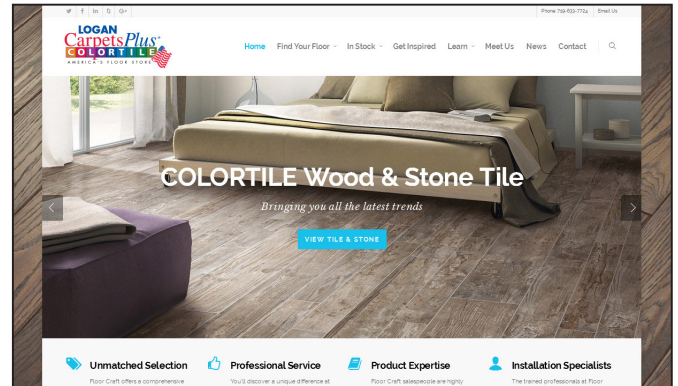 Phone 719-633-7724 Email Us
LOGAN
CarpetsPlus
COLORTILE
AMERICA'S FLOOR STORE
Home Find Your Floor In Stock Get Inspired Learn Meet Us News Contact
COLORTILE Wood & Stone Tile
Bringing you all the latest trends
VIEW TILE & STONE
Unmatched Selection Professional Service Product Expertise Installation Specialists
Floor Craft offers a comprehensive You'll discover a unique difference at Floor Craft salespeople are highly The trained professionals at Floor